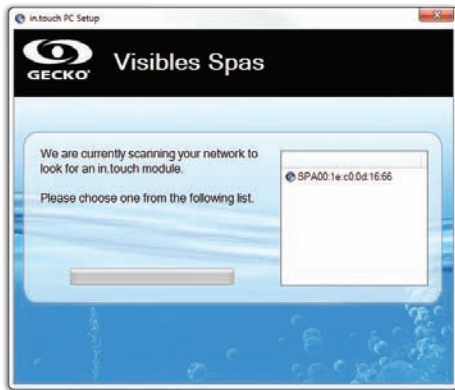 in.touch PC Setup
GECKO
Visibles Spas
We are currently scanning your network to
look for an in.touch module.
Please choose one from the following list.
SPA00:1e:c0:0d:16:66